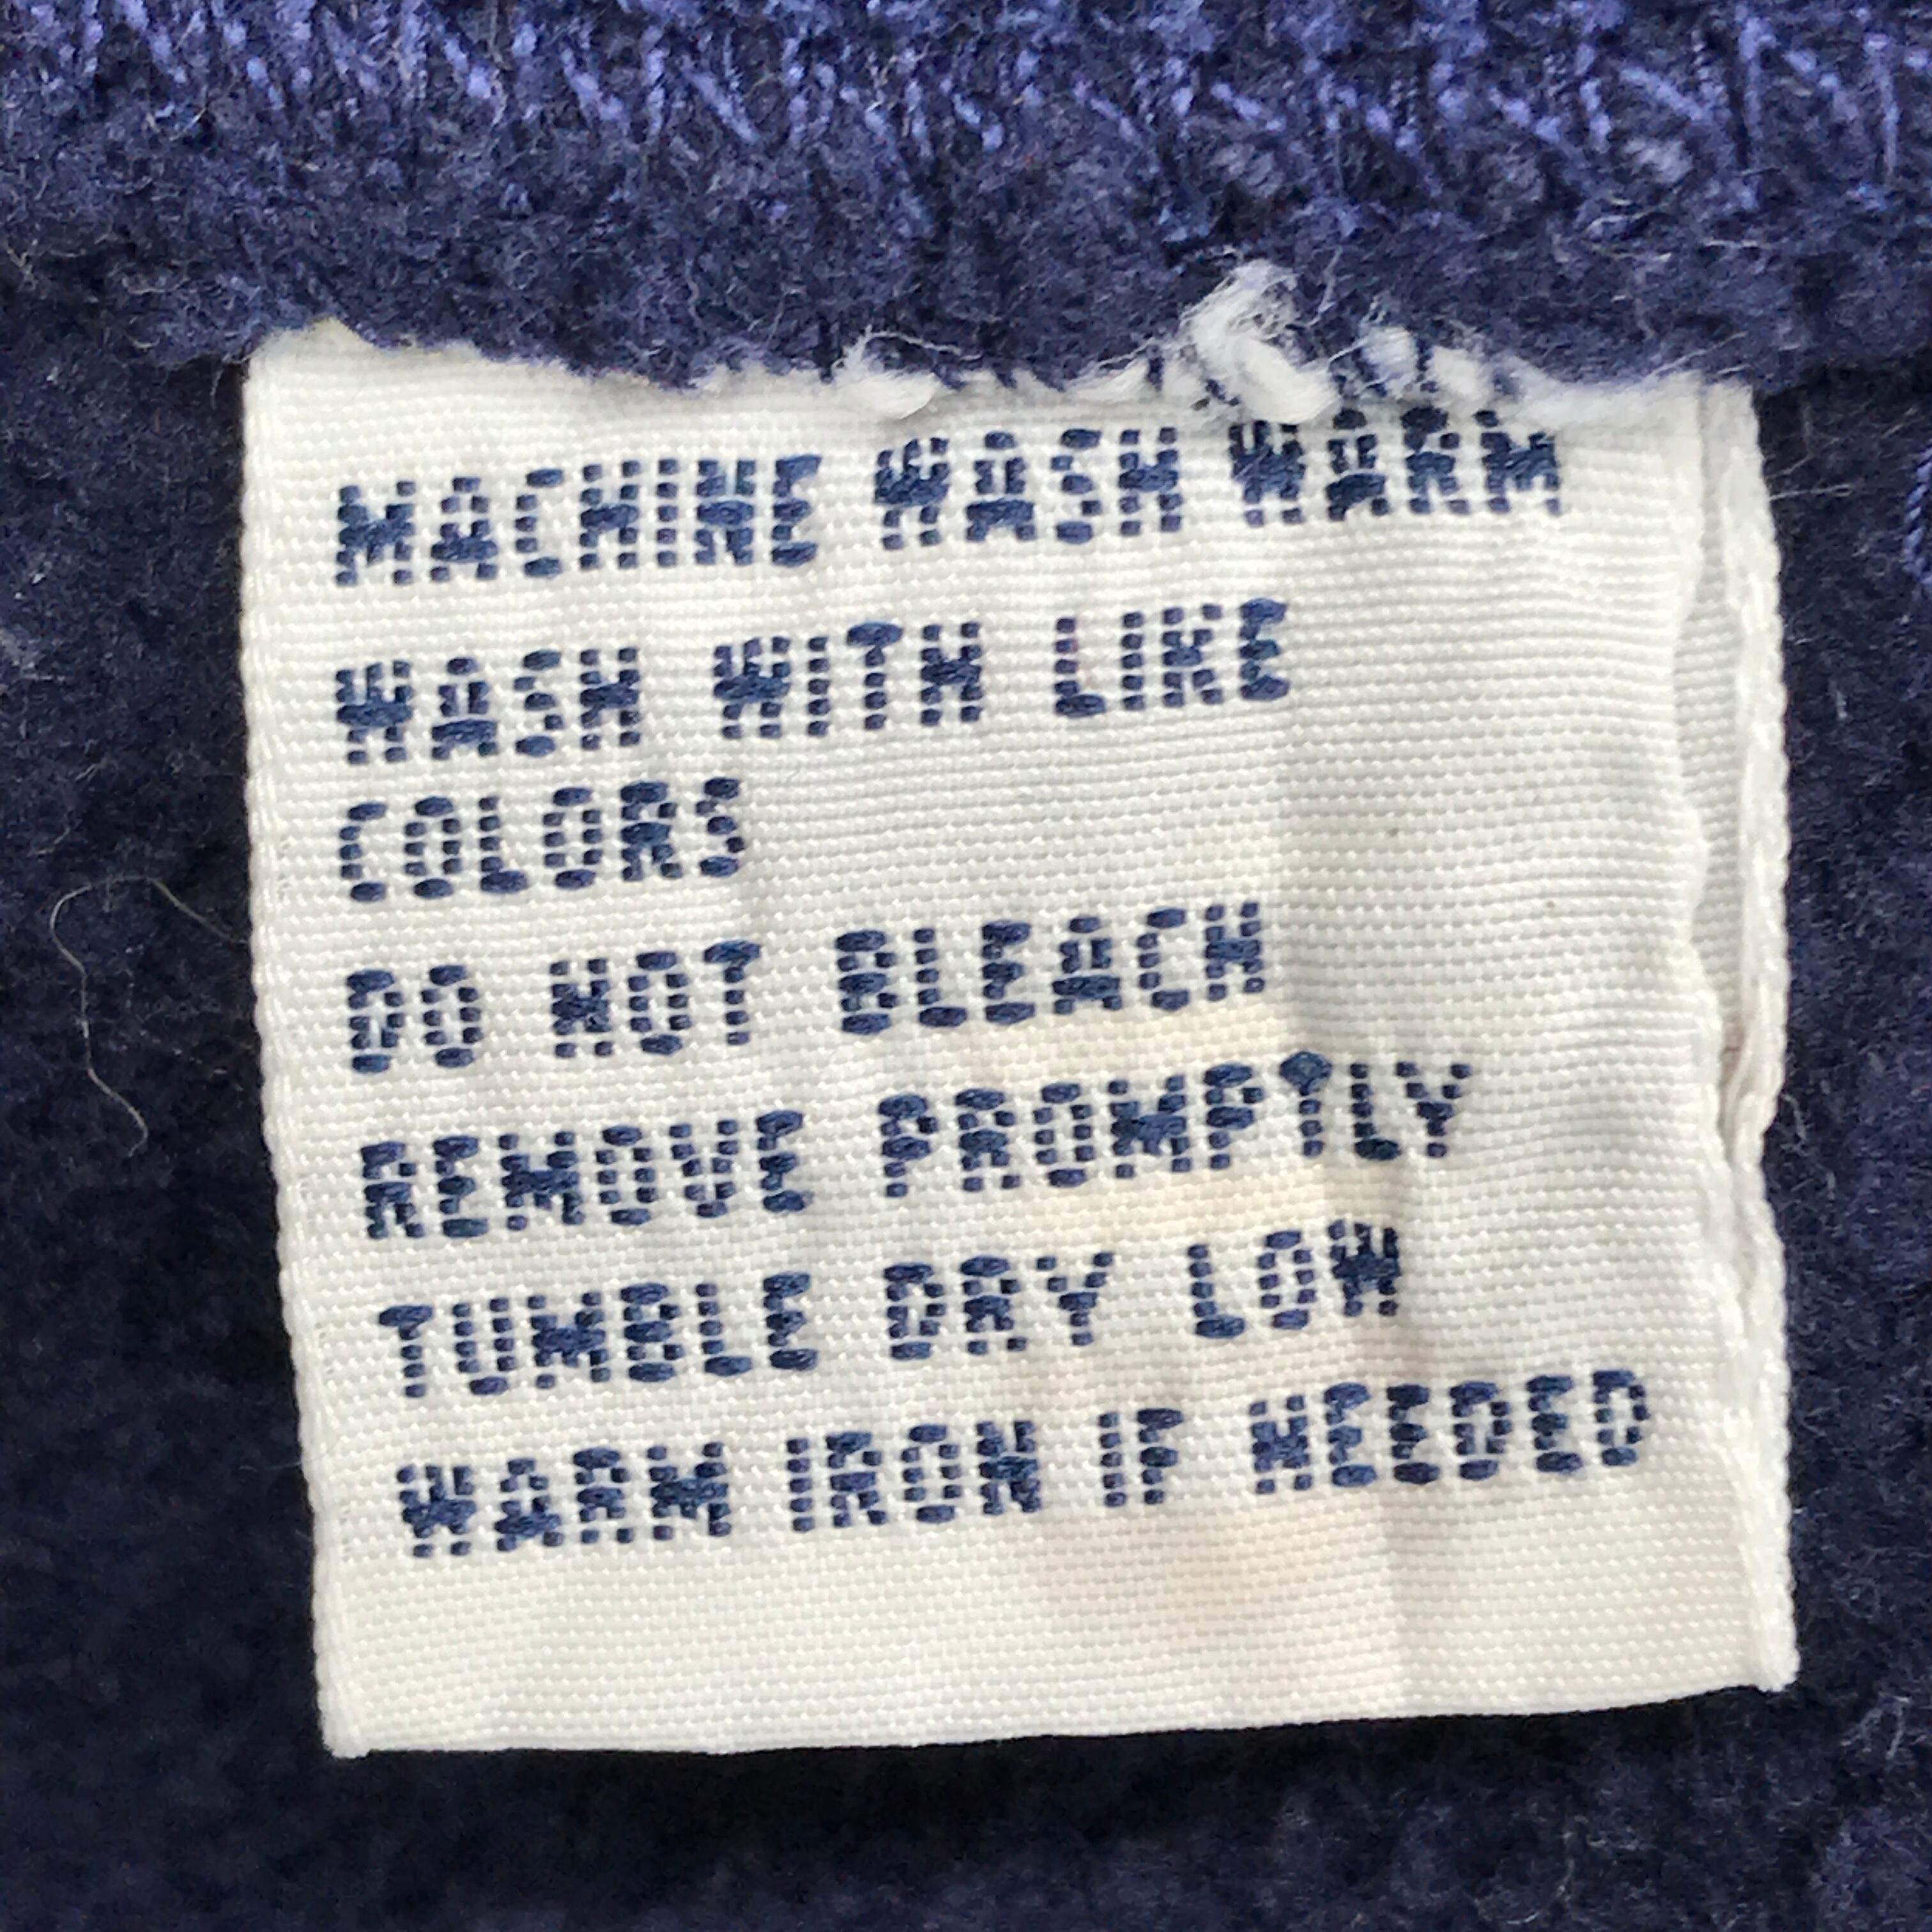 MACHINE WASH WARM
WASH WITH LIKE
COLORS
DO NOT BLEACH
REMOVE PROMPTLY
TUMBLE DRY LOW
WARM IRON IF NEEDED